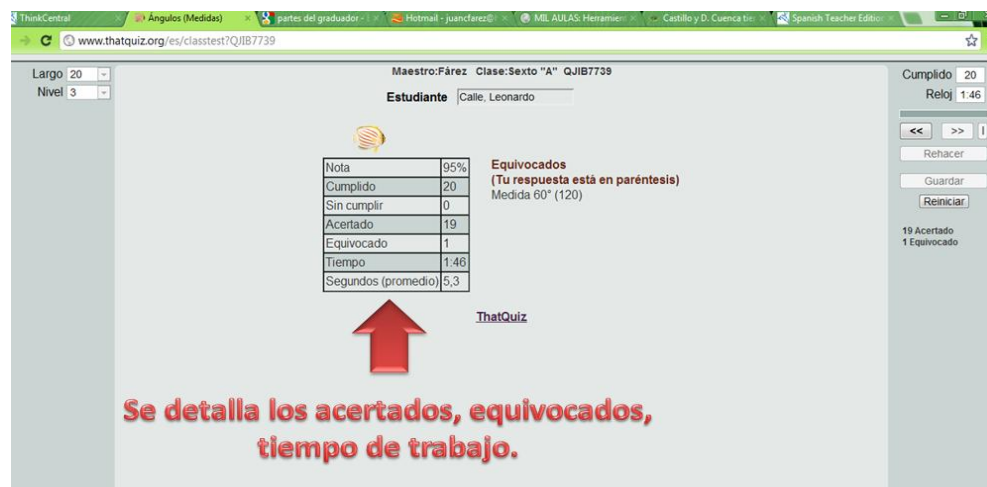 ThinkCentral
Ángulos (Medidas)
partes del graduador -
Hotmail - juancfarez@
MIL AULAS: Herramien
Castillo y D. Cuenca tie
Spanish Teacher Edition
www.thatquiz.org/es/classtest?QJIB7739
Largo 20
Nivel 3
Maestro:Fárez Clase:Sexto "A" QJIB7739
Estudiante Calle, Leonardo
Cumplido 20
Reloj 1:46
<< >>
Rehacer
Guardar
Reiniciar
19 Acertado
1 Equivocado
Nota 95%
Cumplido 20
Sin cumplir 0
Acertado 19
Equivocado 1
Tiempo 1:46
Segundos (promedio) 5,3
Equivocados
(Tu respuesta está en paréntesis)
Medida 60° (120)
ThatQuiz
Se detalla los acertados, equivocados,
tiempo de trabajo.